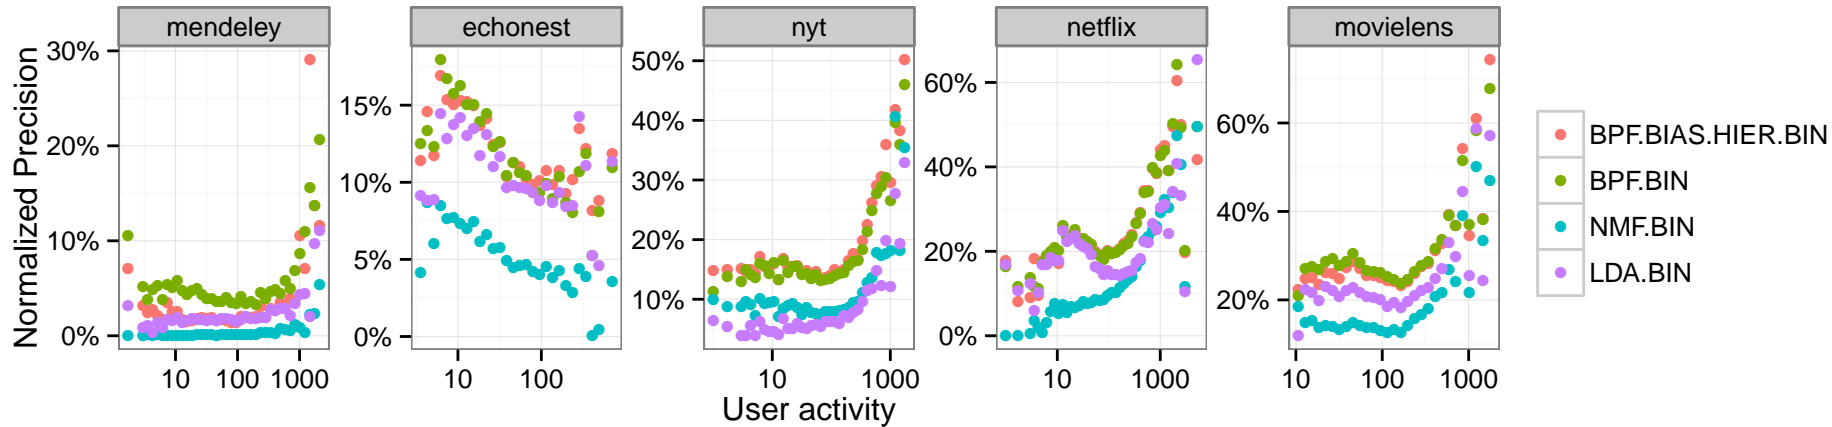 mendeley
echonest
nyt
netflix
movielens
Normalized Precision
30%
20%
10%
0%
15%
10%
5%
0%
50%
40%
30%
20%
10%
60%
40%
20%
0%
60%
40%
20%
10 100 1000
10 100
10 1000
10 1000
10 100 1000
User activity
BPF.BIAS.HIER.BIN
BPF.BIN
NMF.BIN
LDA.BIN